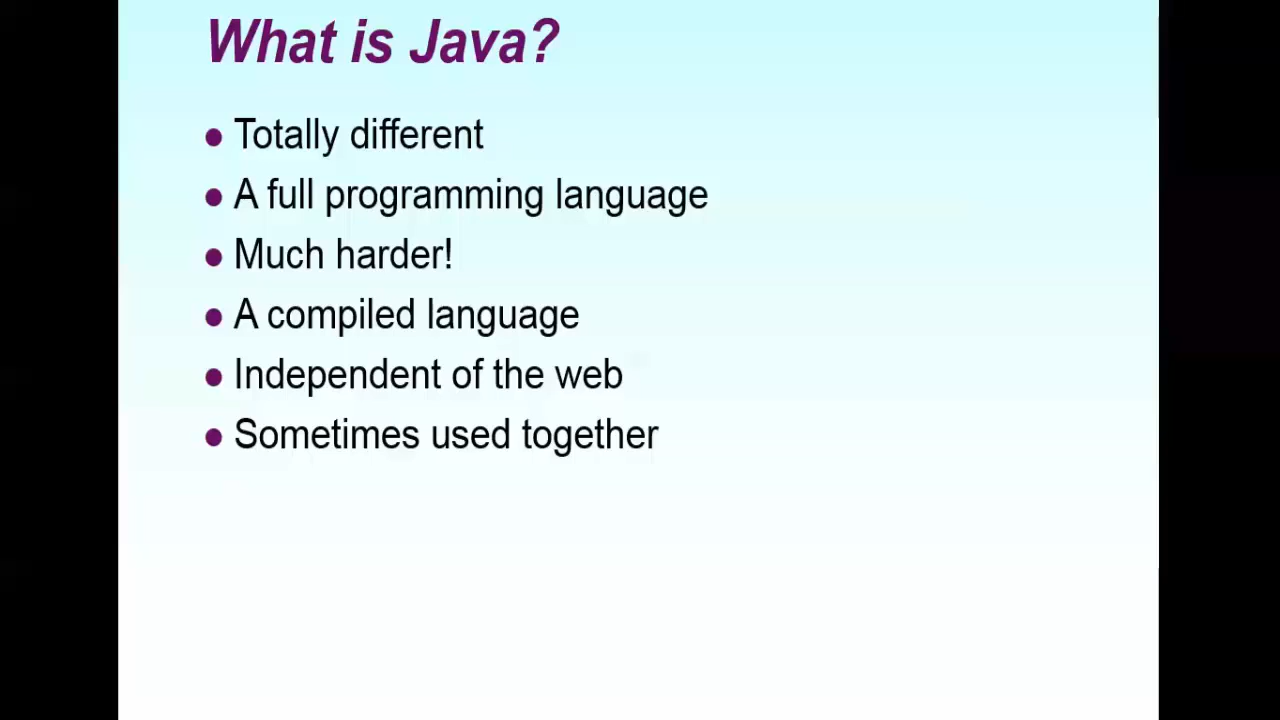 What is Java?
● Totally different
● A full programming language
● Much harder!
● A compiled language
● Independent of the web
● Sometimes used together